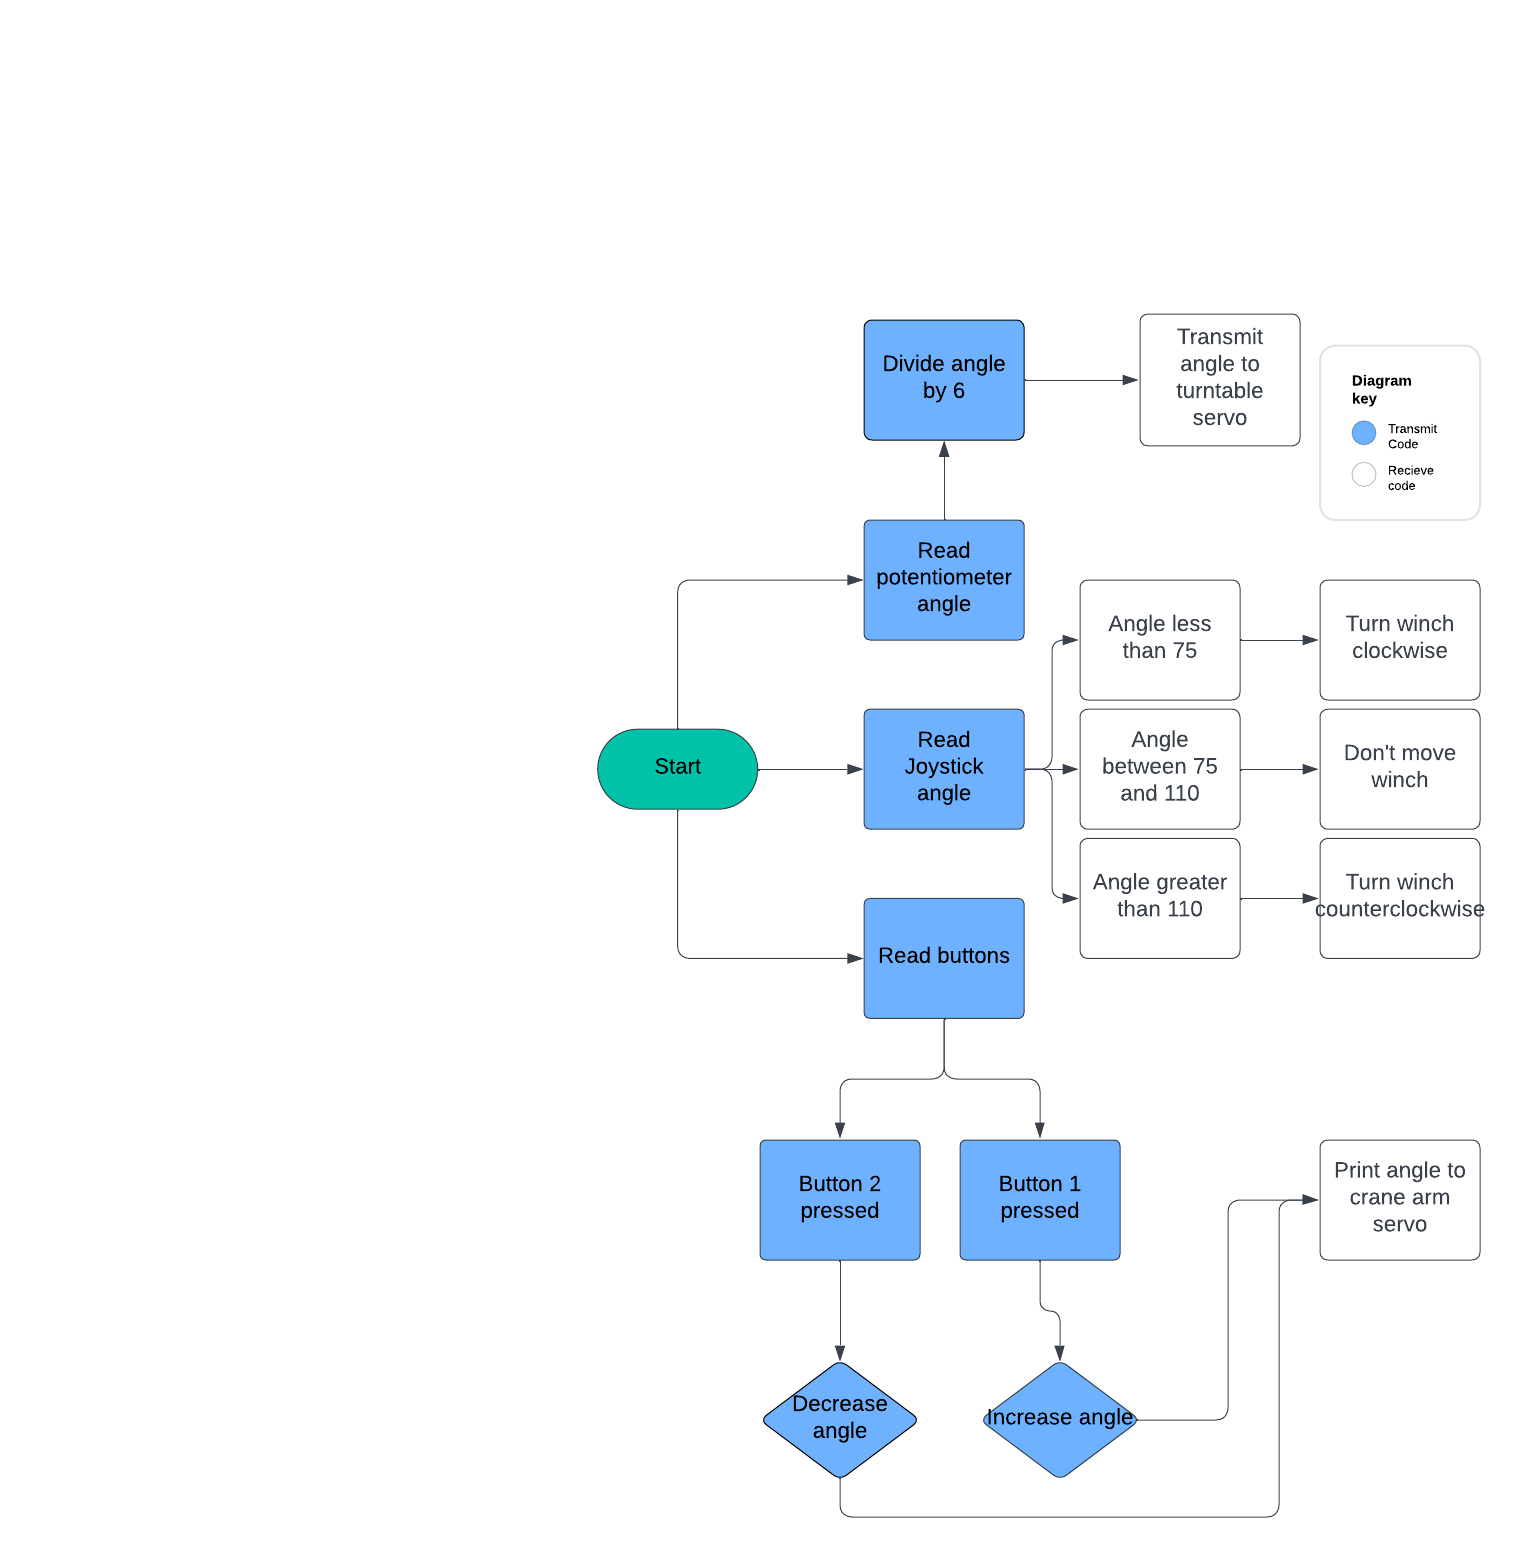 Divide angle
by 6
Transmit
angle to
turntable
servo
Diagram
key
Transmit
Code
Recieve
code
Read
potentiometer
angle
Angle less
than 75
Turn winch
clockwise
Start
Read
Joystick
angle
Angle
between 75
and 110
Don't move
winch
Angle greater
than 110
Turn winch
counterclockwise
Read buttons
Button 2
pressed
Button 1
pressed
Print angle to
crane arm
servo
Decrease
angle
Increase angle